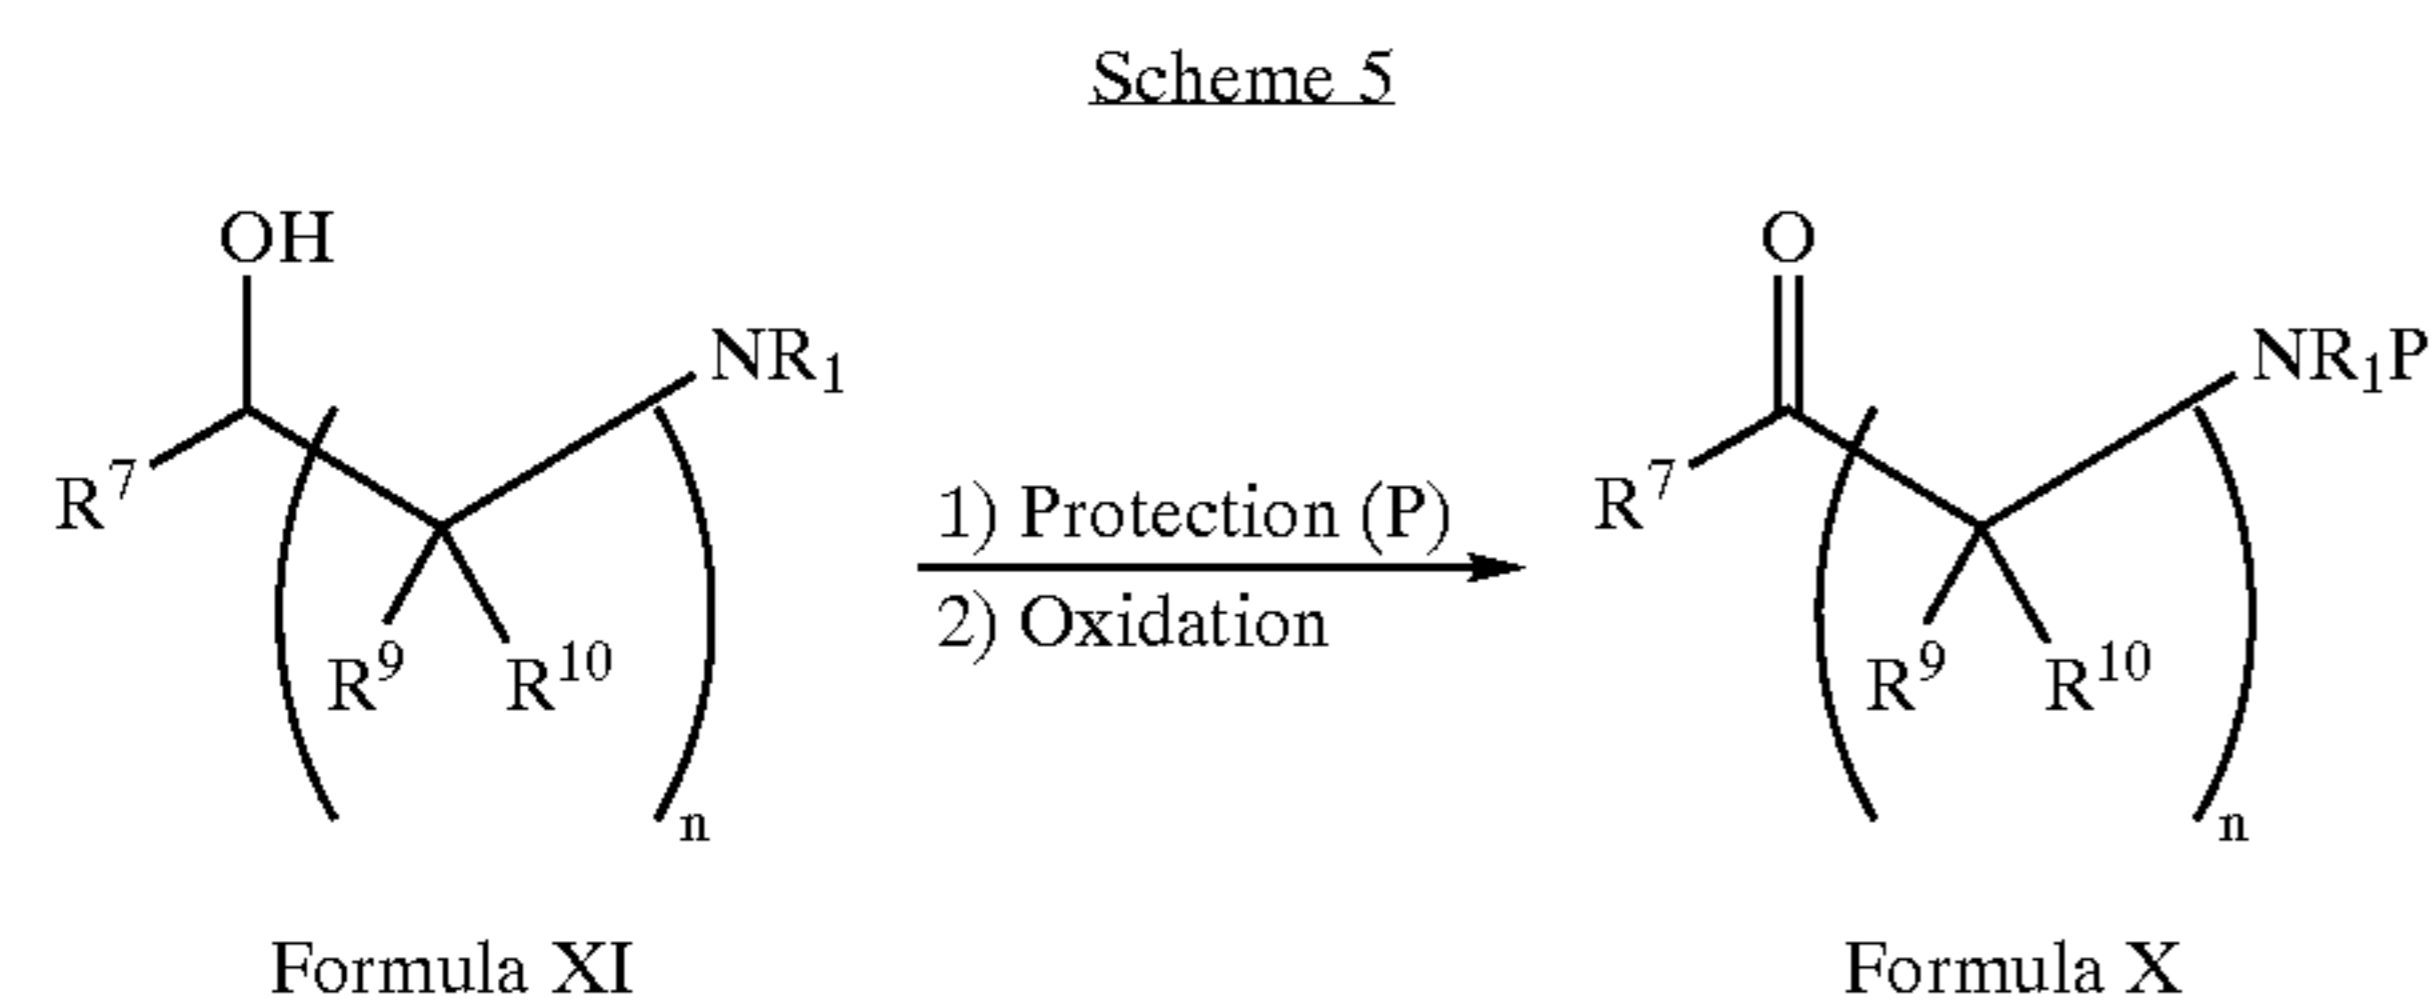 Scheme 5
OH
NR1
R7
R9
R10
n
Formula XI
1) Protection (P)
2) Oxidation
O
NR1P
R7
R9
R10
n
Formula X